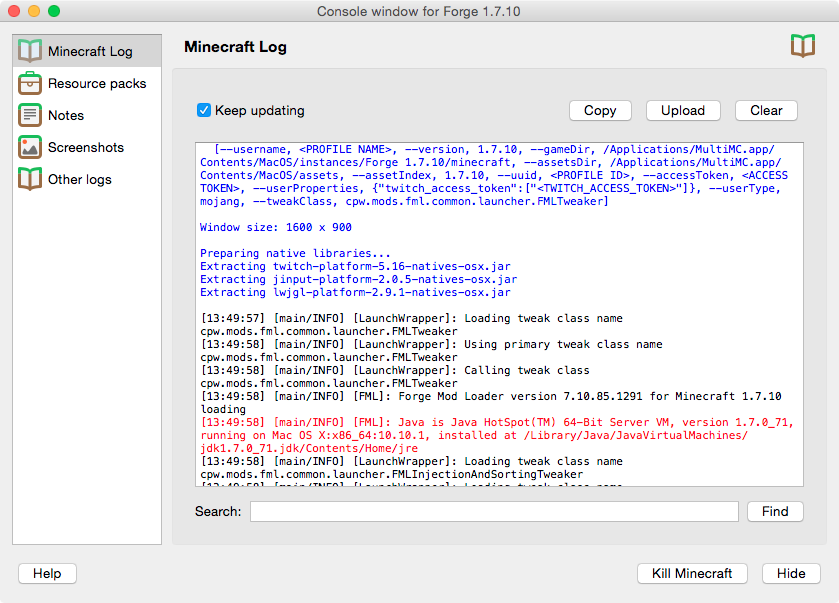 Console window for Forge 1.7.10
Minecraft Log
Resource packs
Notes
Screenshots
Other logs
Minecraft Log
Keep updating
Copy
Upload
Clear
[--username, <PROFILE NAME>, --version, 1.7.10, --gameDir, /Applications/MultiMC.app/
Contents/MacOS/instances/Forge 1.7.10/minecraft, --assetsDir, /Applications/MultiMC.app/
Contents/MacOS/assets, --assetIndex, 1.7.10, --uuid, <PROFILE ID>, --accessToken, <ACCESS
TOKEN>, --userProperties, {"twitch_access_token":["<TWITCH_ACCESS_TOKEN>"]}, --userType,
mojang, --tweakClass, cpw.mods.fml.common.launcher.FMLTweaker]
Window size: 1600 x 900
Preparing native libraries...
Extracting twitch-platform-5.16-natives-osx.jar
Extracting jinput-platform-2.0.5-natives-osx.jar
Extracting lwjgl-platform-2.9.1-natives-osx.jar
[13:49:57] [main/INFO] [LaunchWrapper]: Loading tweak class name
cpw.mods.fml.common.launcher.FMLTweaker
[13:49:58] [main/INFO] [LaunchWrapper]: Using primary tweak class name
cpw.mods.fml.common.launcher.FMLTweaker
[13:49:58] [main/INFO] [LaunchWrapper]: Calling tweak class
cpw.mods.fml.common.launcher.FMLTweaker
[13:49:58] [main/INFO] [FML]: Forge Mod Loader version 7.10.85.1291 for Minecraft 1.7.10
loading
[13:49:58] [main/INFO] [FML]: Java is Java HotSpot(TM) 64-Bit Server VM, version 1.7.0_71,
running on Mac OS X:x86_64:10.10.1, installed at /Library/Java/JavaVirtualMachines/
jdk1.7.0_71.jdk/Contents/Home/jre
[13:49:58] [main/INFO] [LaunchWrapper]: Loading tweak class name
cpw.mods.fml.common.launcher.FMLInjectionAndSortingTweaker
[13:49:58] [main/INFO] [LaunchWrapper]: Loading tweak class name
Search:
Find
Help
Kill Minecraft
Hide